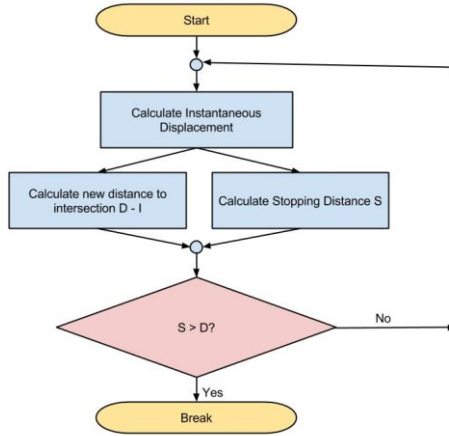 Start
Calculate Instantaneous
Displacement
Calculate new distance to
intersection D - I
Calculate Stopping Distance S
S > D?
No
Yes
Break